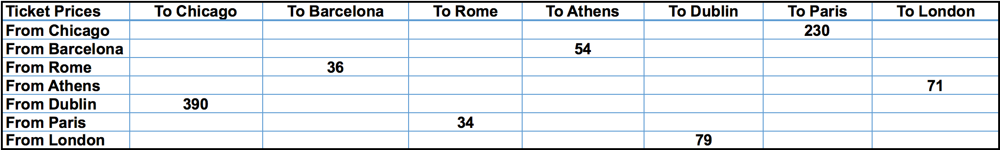 Ticket Prices To Chicago To Barcelona To Rome To Athens To Dublin To Paris To London
From Chicago 230
From Barcelona 54
From Rome 36
From Athens 71
From Dublin 390
From Paris 34
From London 79